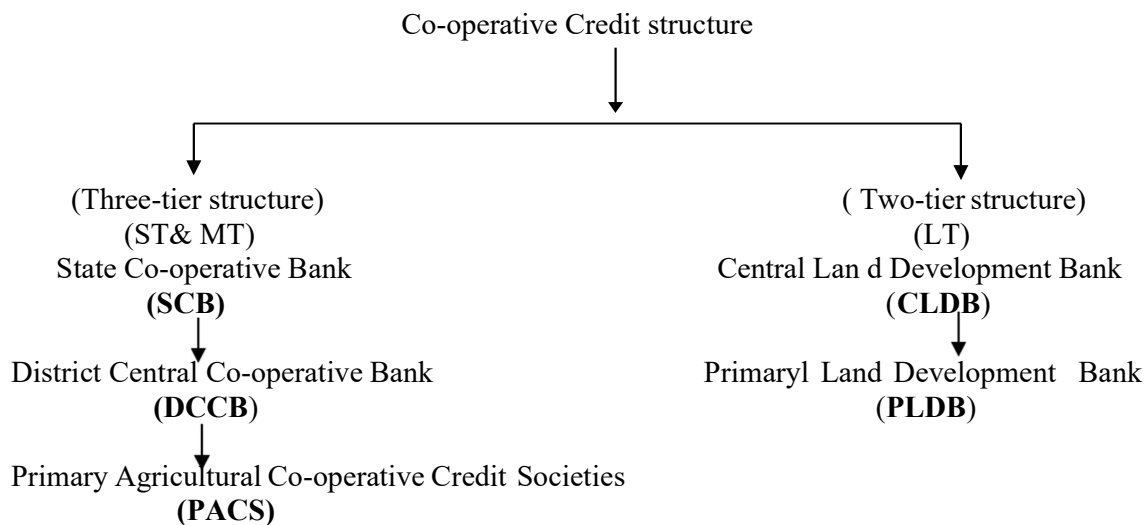 Co-operative Credit structure
(Three-tier structure)
(ST& MT)
State Co-operative Bank
(SCB)
District Central Co-operative Bank
(DCCB)
Primary Agricultural Co-operative Credit Societies
(PACS)
( Two-tier structure)
(LT)
Central Lan d Development Bank
(CLDB)
Primaryl Land Development Bank
(PLDB)